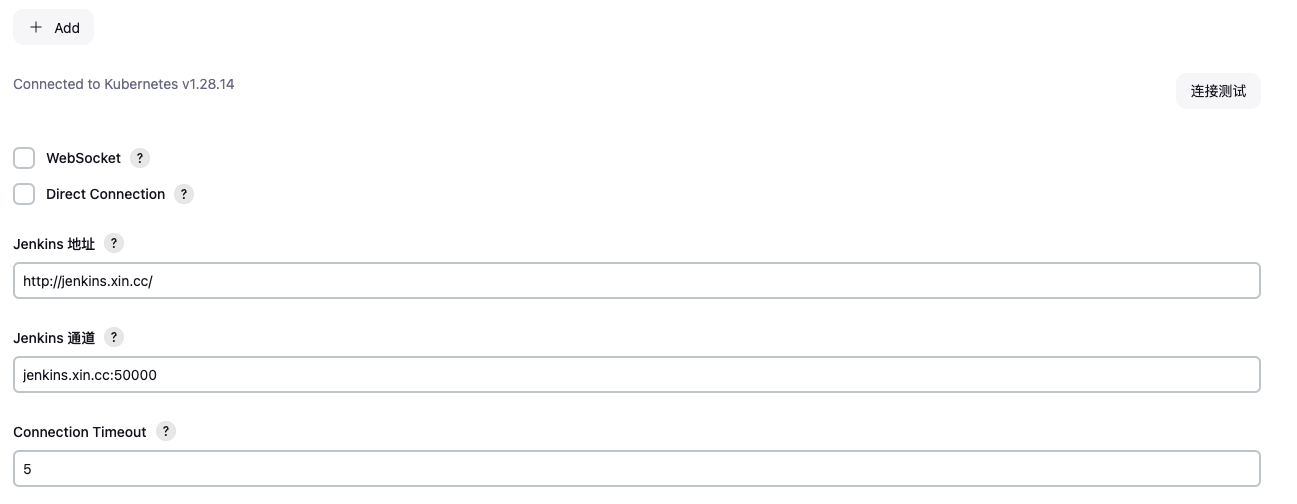 + Add
Connected to Kubernetes v1.28.14
连接测试
WebSocket ?
Direct Connection ?
Jenkins 地址 ?
http://jenkins.xin.cc/
Jenkins 通道 ?
jenkins.xin.cc:50000
Connection Timeout ?
5